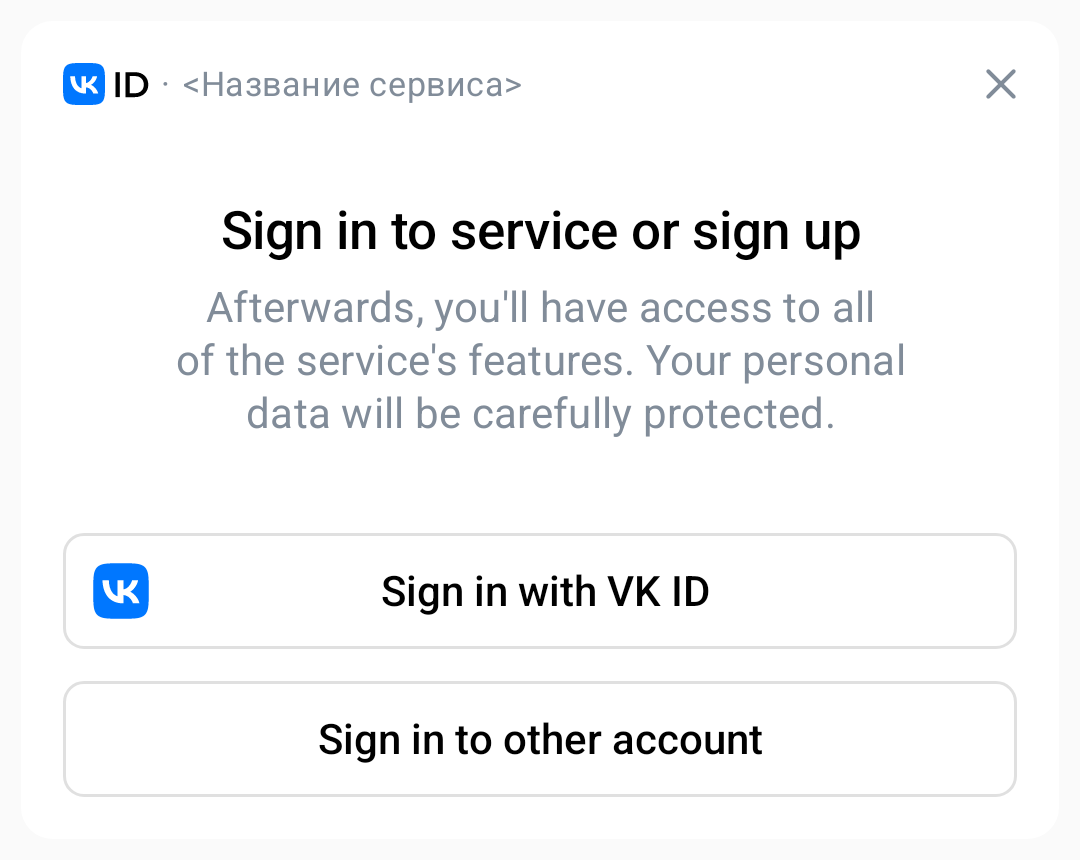 VK ID · <Название сервиса>
Sign in to service or sign up
Afterwards, you'll have access to all
of the service's features. Your personal
data will be carefully protected.
VK Sign in with VK ID
Sign in to other account